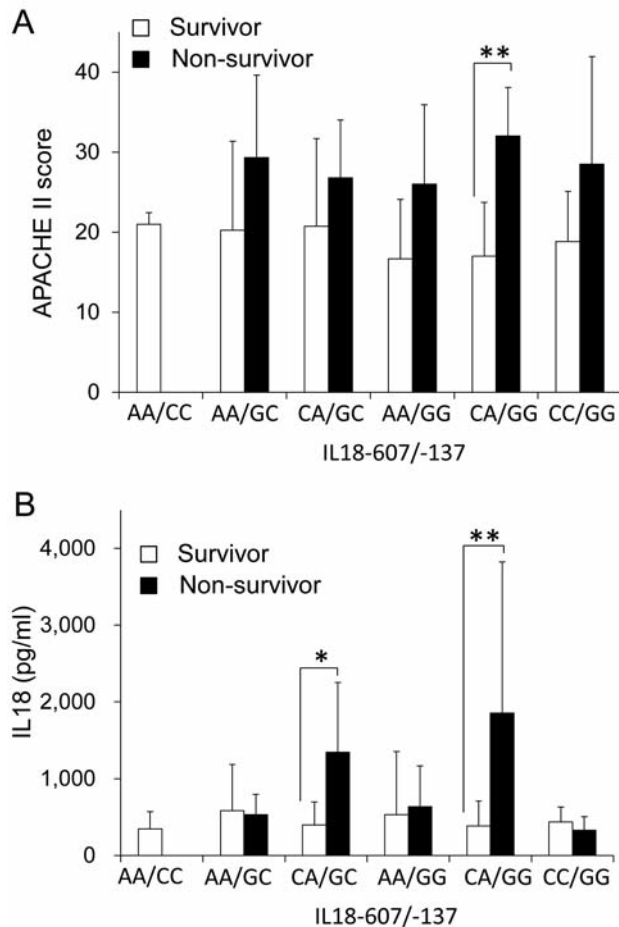 A
Survivor
Non-survivor
**
APACHE II score
40
30
20
10
0
AA/CC AA/GC CA/GC AA/GG CA/GG CC/GG
IL18-607/-137
B
Survivor
Non-survivor
*
**
IL18 (pg/ml)
4,000
3,000
2,000
1,000
0
AA/CC AA/GC CA/GC AA/GG CA/GG CC/GG
IL18-607/-137